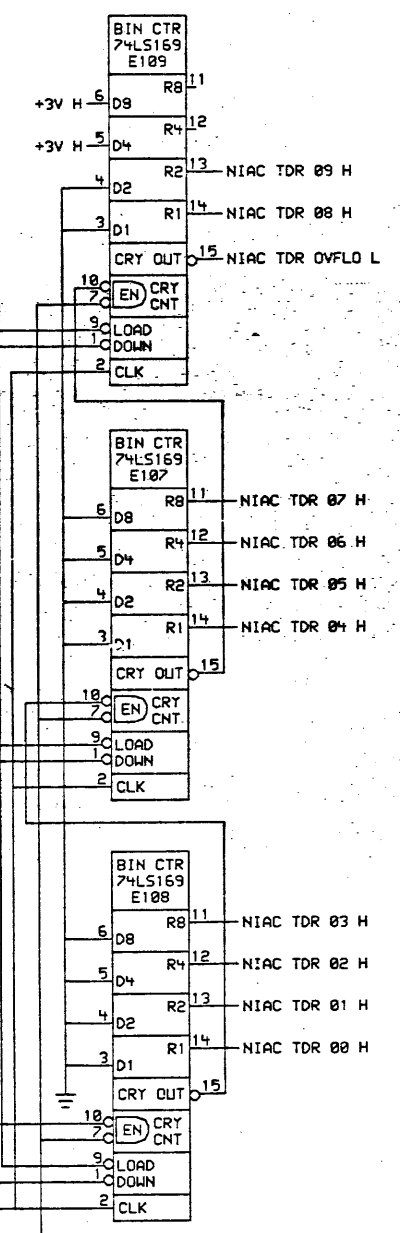 BIN CTR
74LS169
E109
R8 11
+3V H 6 D8
R4 12
+3V H 5 D4
R2 13 NIAC TDR 09 H
4 D2
R1 14 NIAC TDR 08 H
3 D1
CRY OUT 15 NIAC TDR OVFLO L
10 EN CRY
7 CNT
9 LOAD
1 DOWN
2 CLK
BIN CTR
74LS169
E107
R8 11 NIAC TDR 07 H
6 D8
R4 12 NIAC TDR 06 H
5 D4
R2 13 NIAC TDR 05 H
4 D2
R1 14 NIAC TDR 04 H
3 D1
CRY OUT 15
10 EN CRY
7 CNT
9 LOAD
1 DOWN
2 CLK
BIN CTR
74LS169
E108
R8 11 NIAC TDR 03 H
6 D8
R4 12 NIAC TDR 02 H
5 D4
R2 13 NIAC TDR 01 H
4 D2
R1 14 NIAC TDR 00 H
3 D1
CRY OUT 15
10 EN CRY
7 CNT
9 LOAD
1 DOWN
2 CLK